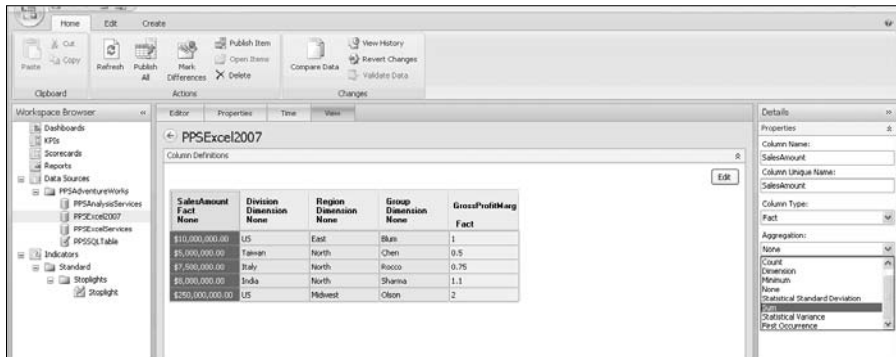 Home Edit Create
Paste
Cut
Copy
Clipboard
Refresh
Publish All
Mark Differences
Publish Item
Open Items
Delete
Actions
Compare Data
View History
Revert Changes
Validate Data
Changes
Workspace Browser
Dashboards
KPIs
Scorecards
Reports
Data Sources
PPSAdventureWorks
PPSAnalysisServices
PPSExcel2007
PPSExcelServices
PPSSQLTable
Indicators
Standard
Stoplights
Stoplight
Editor Properties Time View
PPSExcel2007
Column Definitions
Edit
SalesAmount Division Region Group GrossProfitMarg
Fact Dimension Dimension Dimension Fact
None None None None
$10,000,000.00 US East Blum 1
$5,000,000.00 Taiwan North Chen 0.5
$7,500,000.00 Italy North Rocco 0.75
$8,000,000.00 India North Sharma 1.1
$250,000,000.00 US Midwest Olson 2
Details
Properties
Column Name:
SalesAmount
Column Unique Name:
SalesAmount
Column Type:
Fact
Aggregation:
None
Count
Dimension
Minimum
None
Statistical Standard Deviation
Sum
Statistical Variance
First Occurrence